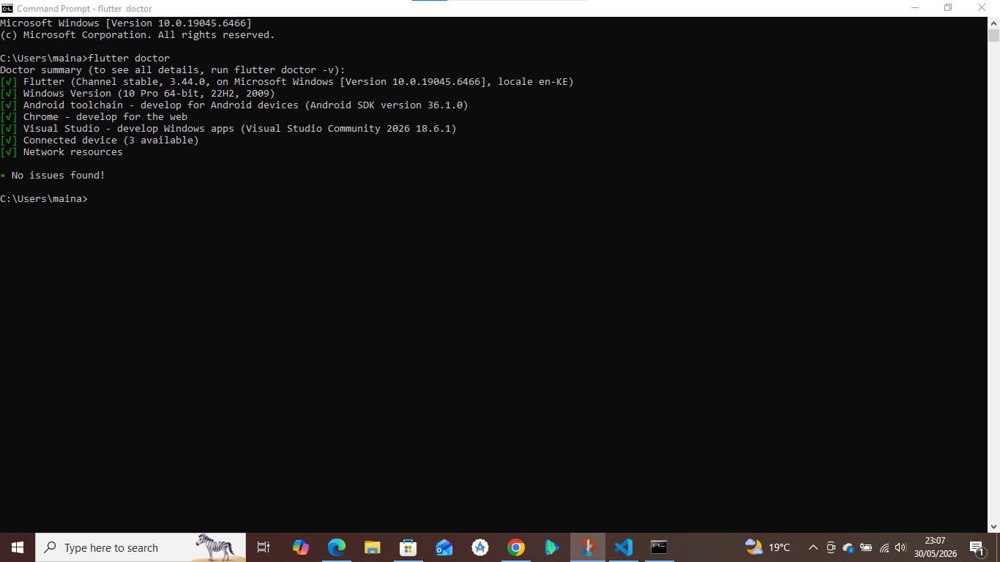 Command Prompt - flutter  doctor
Microsoft Windows [Version 10.0.19045.6466]
(c) Microsoft Corporation. All rights reserved.
C:\Users\maina>flutter doctor
Doctor summary (to see all details, run flutter doctor -v):
[√] Flutter (Channel stable, 3.44.0, on Microsoft Windows [Version 10.0.19045.6466], locale en-KE)
[√] Windows Version (10 Pro 64-bit, 22H2, 2009)
[√] Android toolchain - develop for Android devices (Android SDK version 36.1.0)
[√] Chrome - develop for the web
[√] Visual Studio - develop Windows apps (Visual Studio Community 2026 18.6.1)
[√] Connected device (3 available)
[√] Network resources
• No issues found!
C:\Users\maina>
Type here to search
19°C
23:07
30/05/2026
1